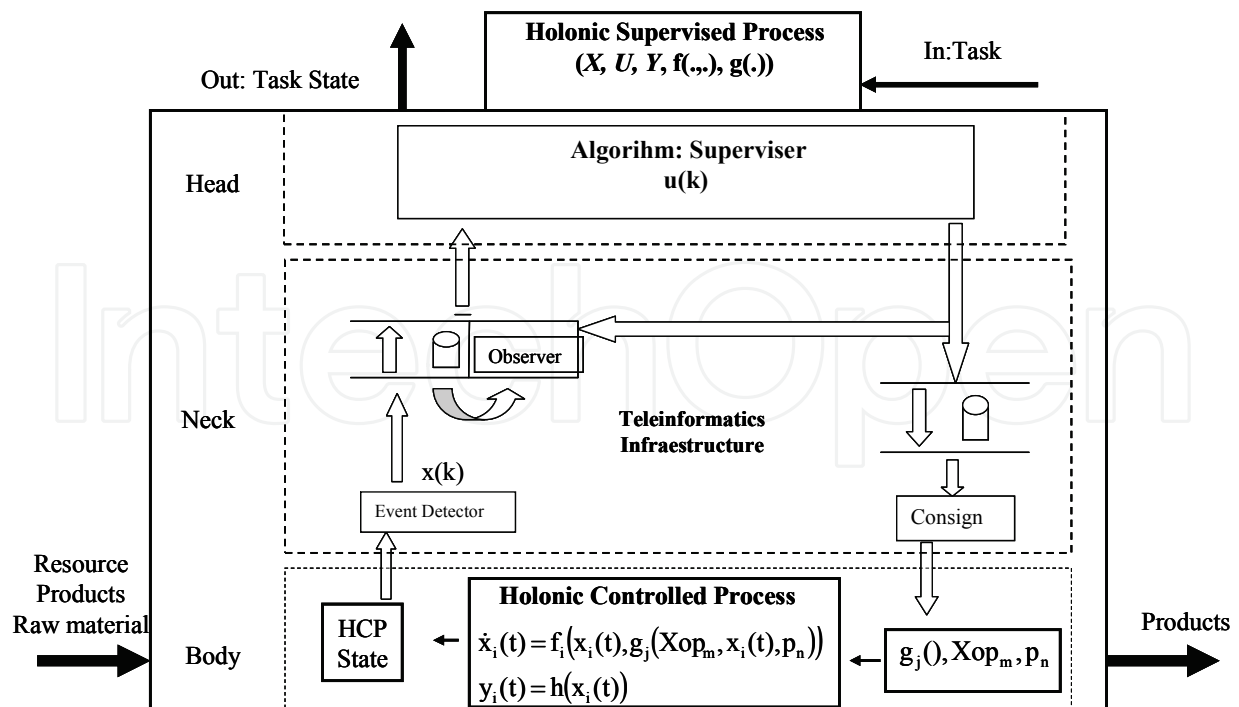 Holonic Supervised Process
(X, U, Y, f(.,.), g(.))
In:Task
Out: Task State
Algorihm: Superviser
u(k)
Head
Observer
Neck
Teleinformatics
Infraestructure
x(k)
Event Detector
Consign
Resource
Products
Raw material
Body
HCP
State
Holonic Controlled Process
ẋᵢ(t) = fᵢ(xᵢ(t), gⱼ(Xopₘ, xᵢ(t), pₙ))
yᵢ(t) = h(xᵢ(t))
gⱼ(), Xopₘ, pₙ
Products
IntechOpen